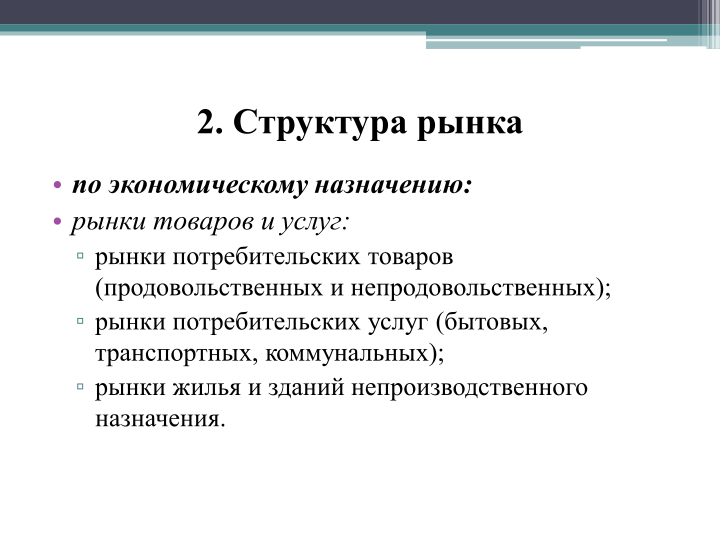 2. Структура рынка
• по экономическому назначению:
• рынки товаров и услуг:
▫ рынки потребительских товаров
(продовольственных и непродовольственных);
▫ рынки потребительских услуг (бытовых,
транспортных, коммунальных);
▫ рынки жилья и зданий непроизводственного
назначения.